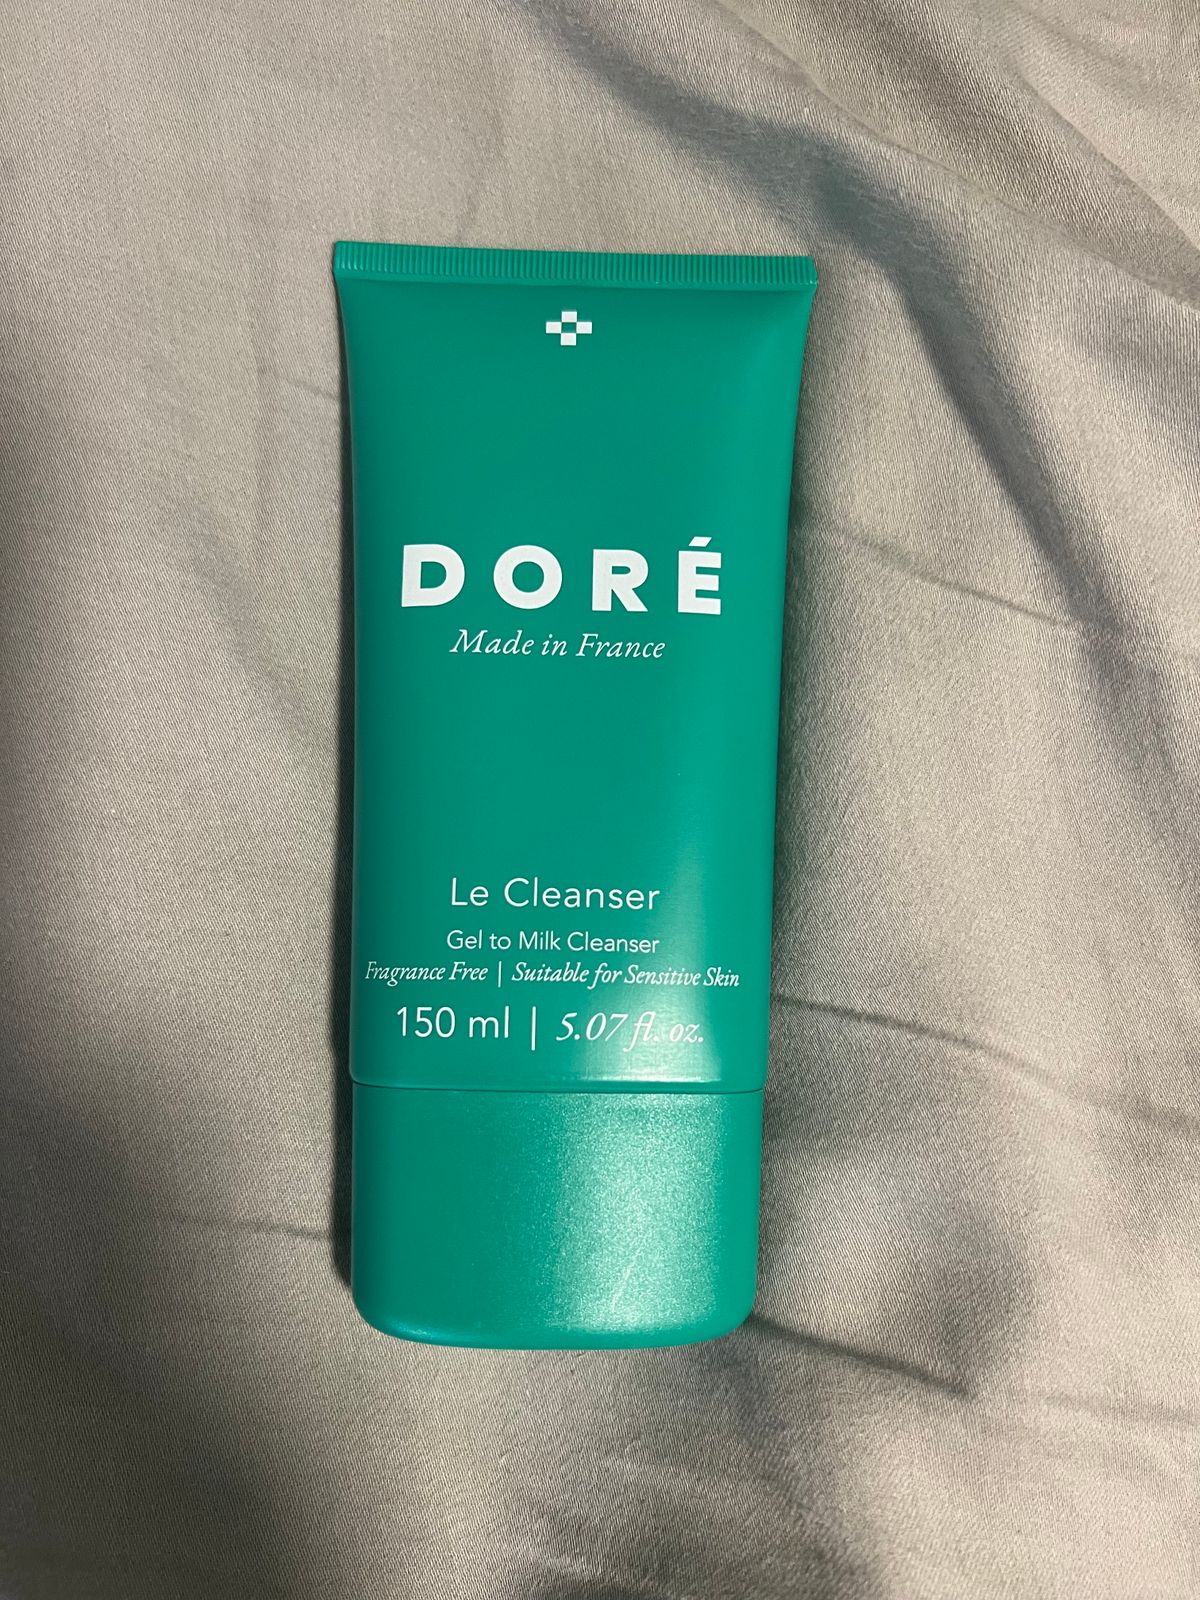 DORÉ
Made in France
Le Cleanser
Gel to Milk Cleanser
Fragrance Free | Suitable for Sensitive Skin
150 ml | 5.07 fl. oz.